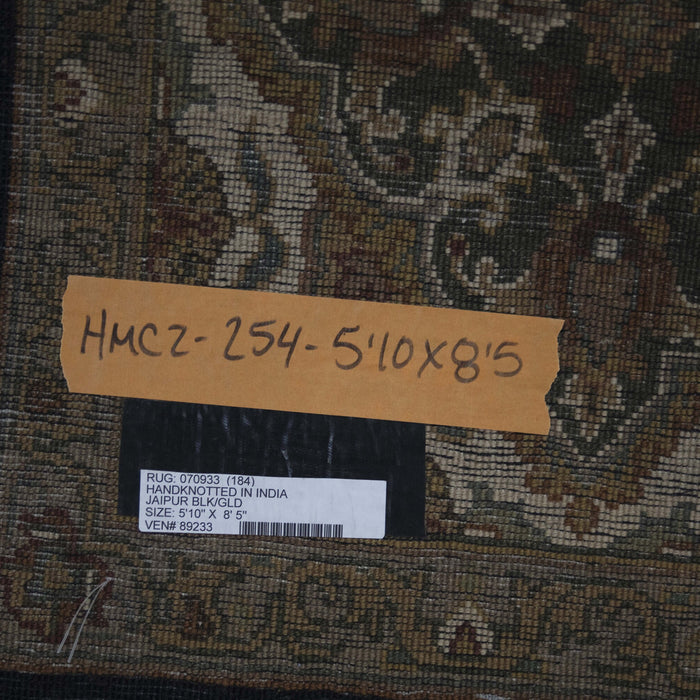 HMCZ-254-5'10X8'5
RUG: 070933 (184)
HANDKNOTTED IN INDIA
JAIPUR BLK/GLD
SIZE: 5'10" X 8' 5"
VEN# 89233